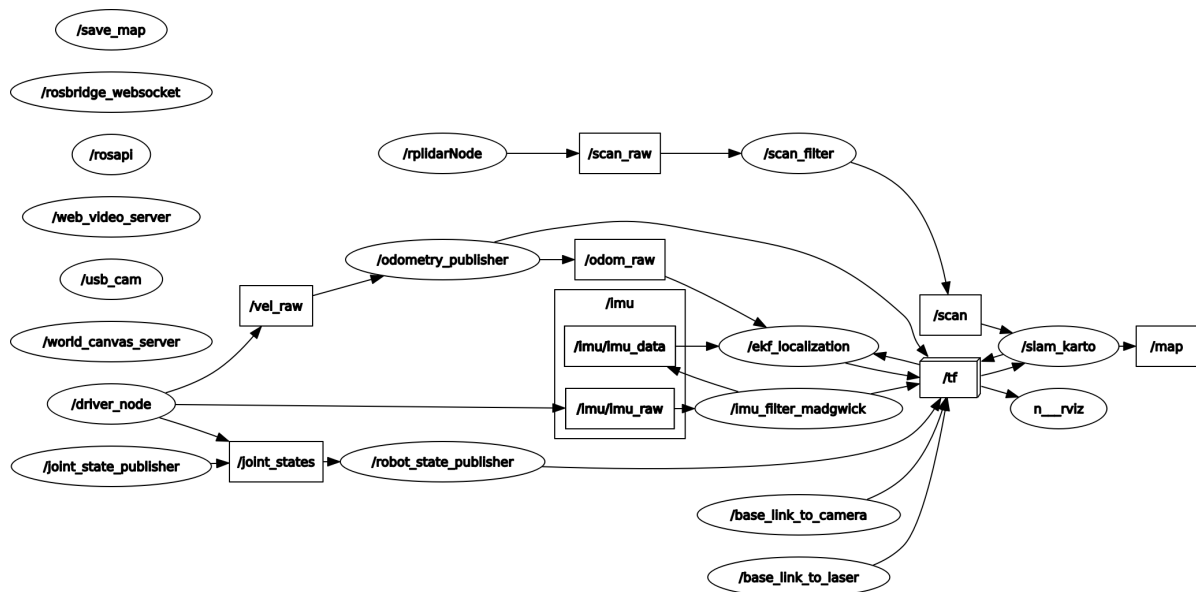 /save_map
/rosbridge_websocket
/rplidarNode
/scan_raw
/scan_filter
/rosapi
/web_video_server
/odometry_publisher
/odom_raw
/usb_cam
/vel_raw
/imu
/scan
/world_canvas_server
/imu/imu_data
/ekf_localization
/slam_karto
/map
/tf
/driver_node
/imu/imu_raw
/imu_filter_madgwick
n__rviz
/joint_state_publisher
/joint_states
/robot_state_publisher
/base_link_to_camera
/base_link_to_laser